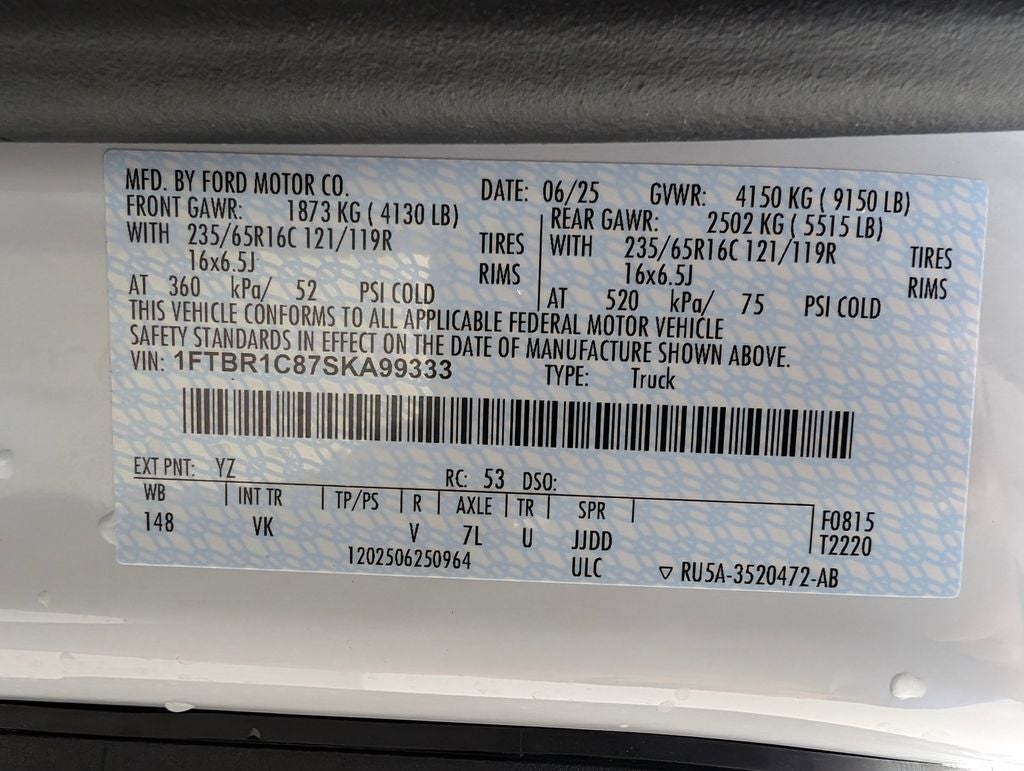 MFD. BY FORD MOTOR CO. DATE: 06/25 GVWR: 4150 KG ( 9150 LB)
FRONT GAWR: 1873 KG ( 4130 LB) REAR GAWR: 2502 KG ( 5515 LB)
WITH 235/65R16C 121/119R TIRES WITH 235/65R16C 121/119R TIRES
16x6.5J RIMS 16x6.5J RIMS
AT 360 kPa/ 52 PSI COLD AT 520 kPa/ 75 PSI COLD
THIS VEHICLE CONFORMS TO ALL APPLICABLE FEDERAL MOTOR VEHICLE
SAFETY STANDARDS IN EFFECT ON THE DATE OF MANUFACTURE SHOWN ABOVE.
VIN: 1FTBR1C87SKA99333 TYPE: Truck
EXT PNT: YZ RC: 53 DSO:
WB INT TR TP/PS R AXLE TR SPR F0815
148 VK V 7L U JJDD T2220
1202506250964 ULC ▽ RU5A-3520472-AB